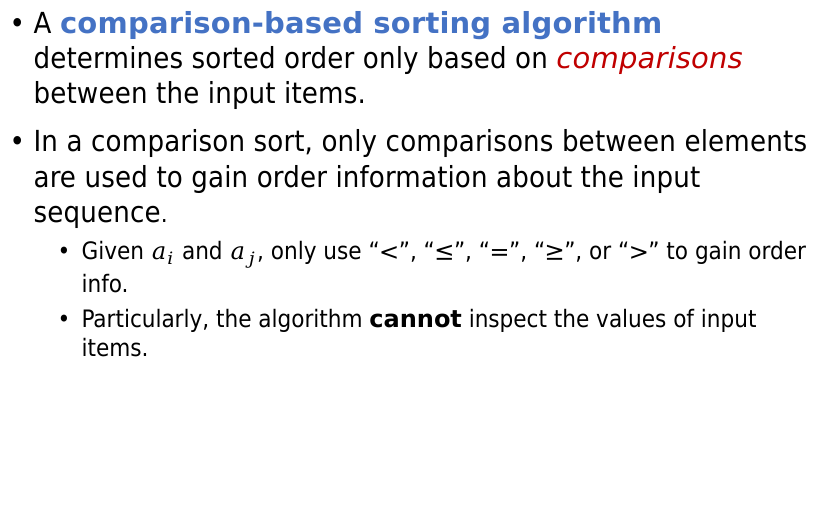 • A comparison-based sorting algorithm
determines sorted order only based on comparisons
between the input items.
• In a comparison sort, only comparisons between elements
are used to gain order information about the input
sequence.
• Given a_i and a_j, only use “<”, “≤”, “=”, “≥”, or “>” to gain order
info.
• Particularly, the algorithm cannot inspect the values of input
items.